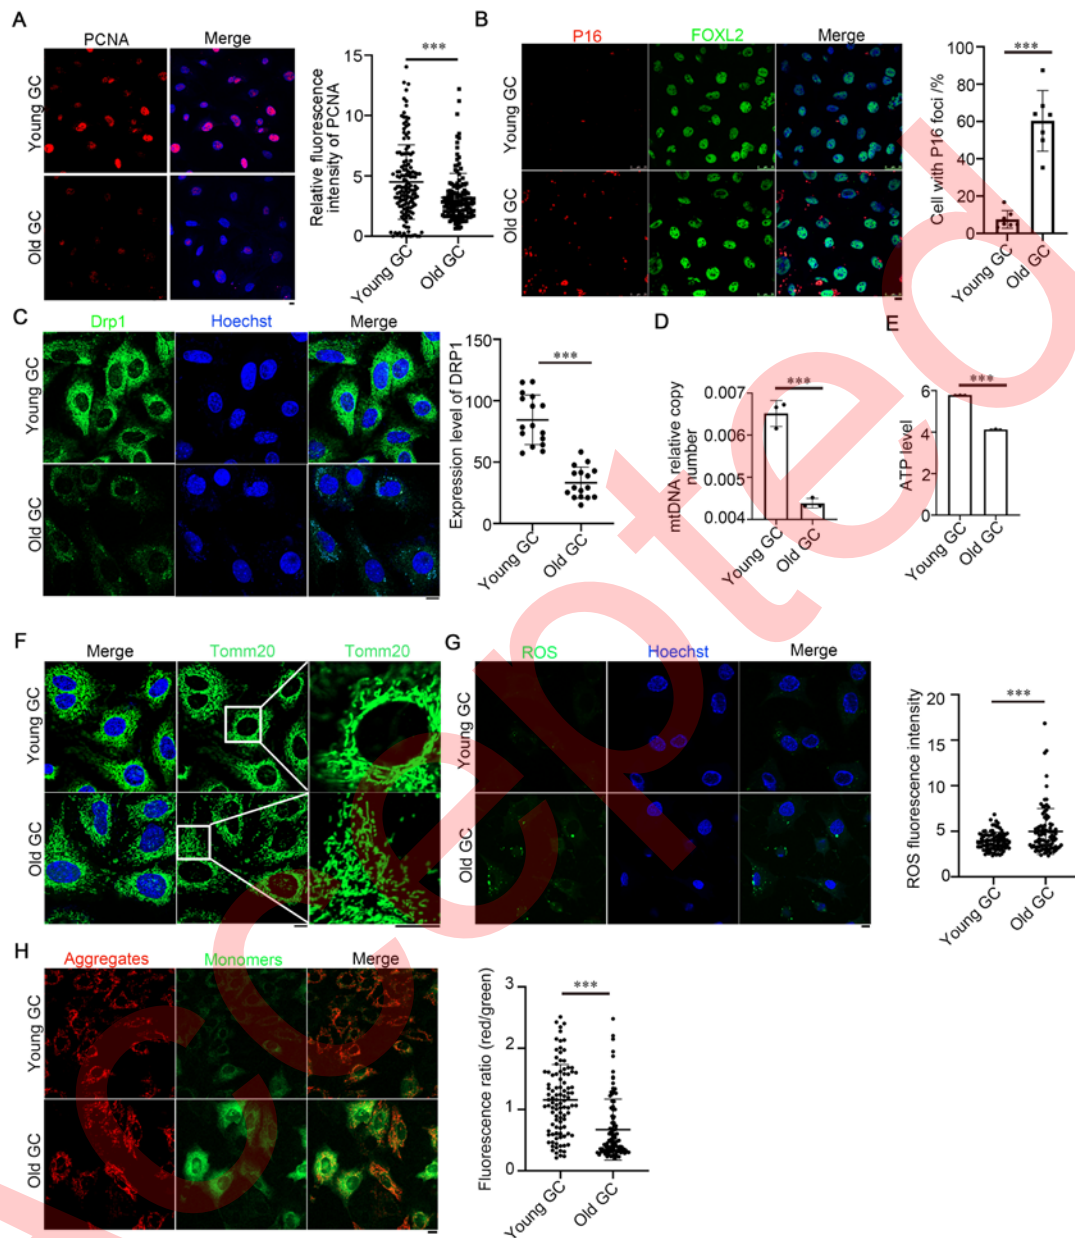 A
PCNA
Merge
Young GC
Old GC
Relative fluorescence
intensity of PCNA
15
10
5
0
***
Young GC
Old GC
B
P16
FOXL2
Merge
Young GC
Old GC
Cell with P16 foci /%
100
80
60
40
20
0
***
Young GC
Old GC
C
Drp1
Hoechst
Merge
Young GC
Old GC
Expression level of DRP1
150
100
50
0
***
Young GC
Old GC
D
mtDNA relative copy
number
0.007
0.006
0.005
0.004
***
Young GC
Old GC
E
ATP level
6
4
2
0
***
Young GC
Old GC
F
Merge
Tomm20
Tomm20
Young GC
Old GC
G
ROS
Hoechst
Merge
Young GC
Old GC
ROS fluorescence intensity
20
15
10
5
0
***
Young GC
Old GC
H
Aggregates
Monomers
Merge
Young GC
Old GC
Fluorescence ratio (red/green)
3
2
1
0
***
Young GC
Old GC
ccepted